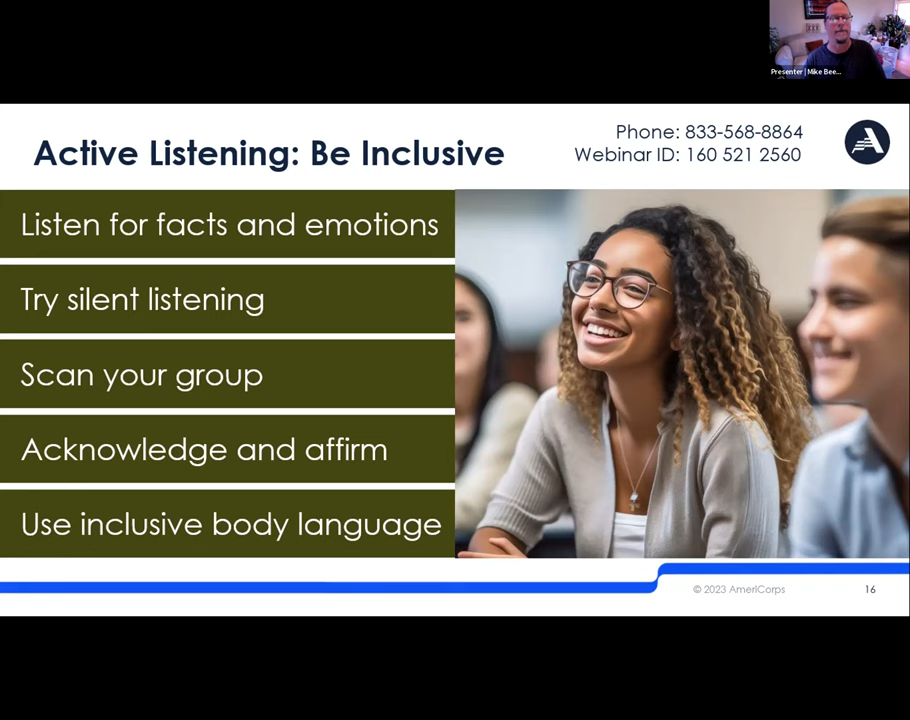 Presenter | Mike Bee...
Active Listening: Be Inclusive
Phone: 833-568-8864
Webinar ID: 160 521 2560
Listen for facts and emotions
Try silent listening
Scan your group
Acknowledge and affirm
Use inclusive body language
© 2023 AmeriCorps
16